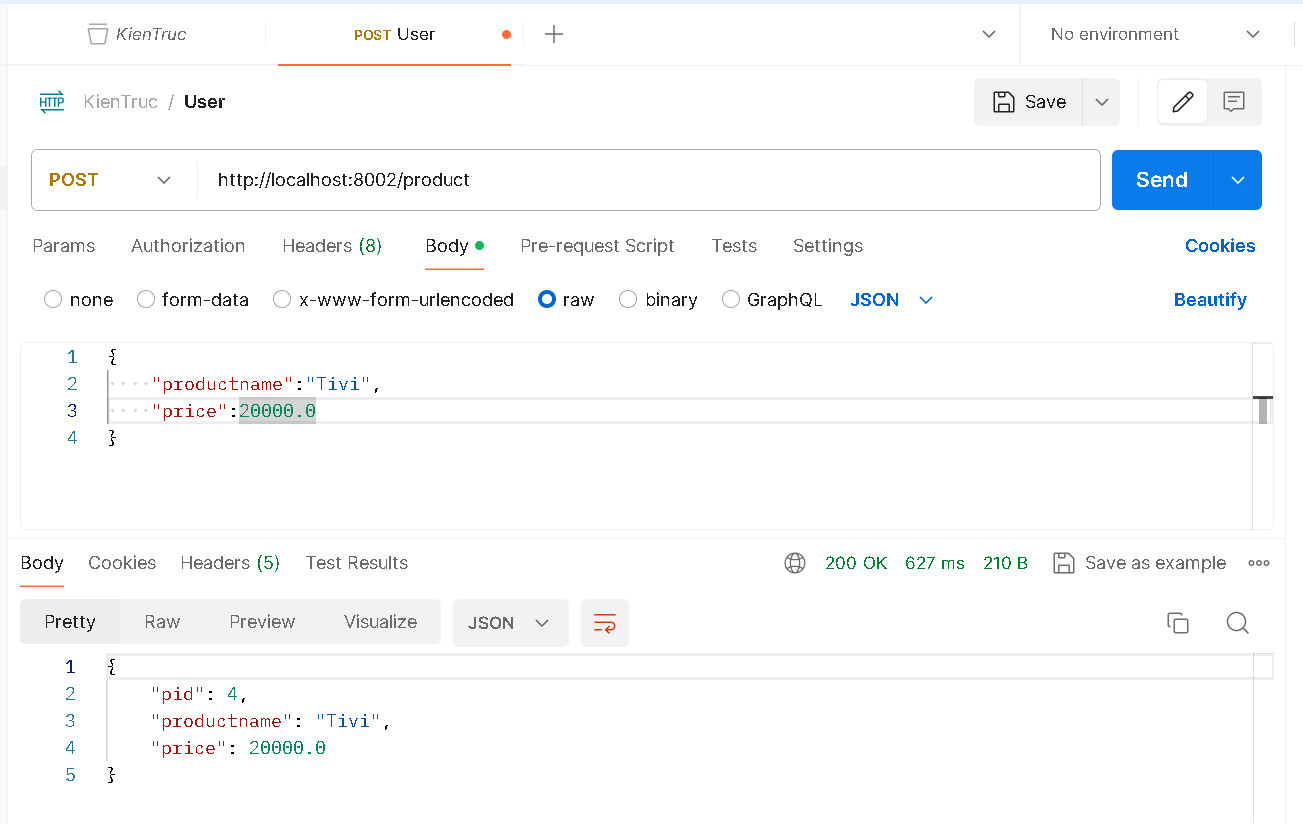 KienTruc POST User No environment
HTTP KienTruc / User Save
POST http://localhost:8002/product Send
Params Authorization Headers (8) Body Pre-request Script Tests Settings Cookies
none form-data x-www-form-urlencoded raw binary GraphQL JSON Beautify
1 {
2 "productname":"Tivi",
3 "price":20000.0
4 }
Body Cookies Headers (5) Test Results 200 OK 627 ms 210 B Save as example
Pretty Raw Preview Visualize JSON
1 {
2 "pid": 4,
3 "productname": "Tivi",
4 "price": 20000.0
5 }